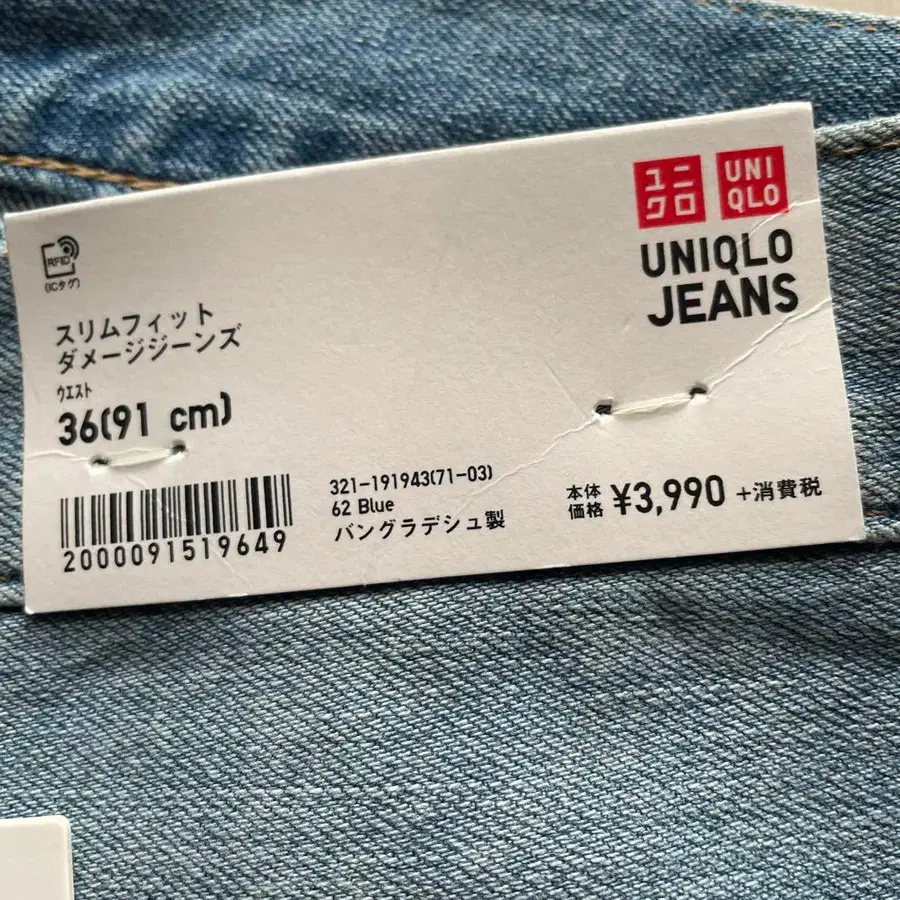 ユニ
クロ
UNI
QLO
UNIQLO
JEANS
RFID
(ICタグ)
スリムフィット
ダメージジーンズ
ウエスト
36(91 cm)
2000091519649
321-191943(71-03)
62 Blue
バングラデシュ製
本体
価格 ¥3,990 +消費税